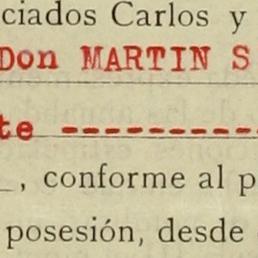 ciados Carlos y
Don MARTIN S
te ----------
, conforme al p
posesión, desde